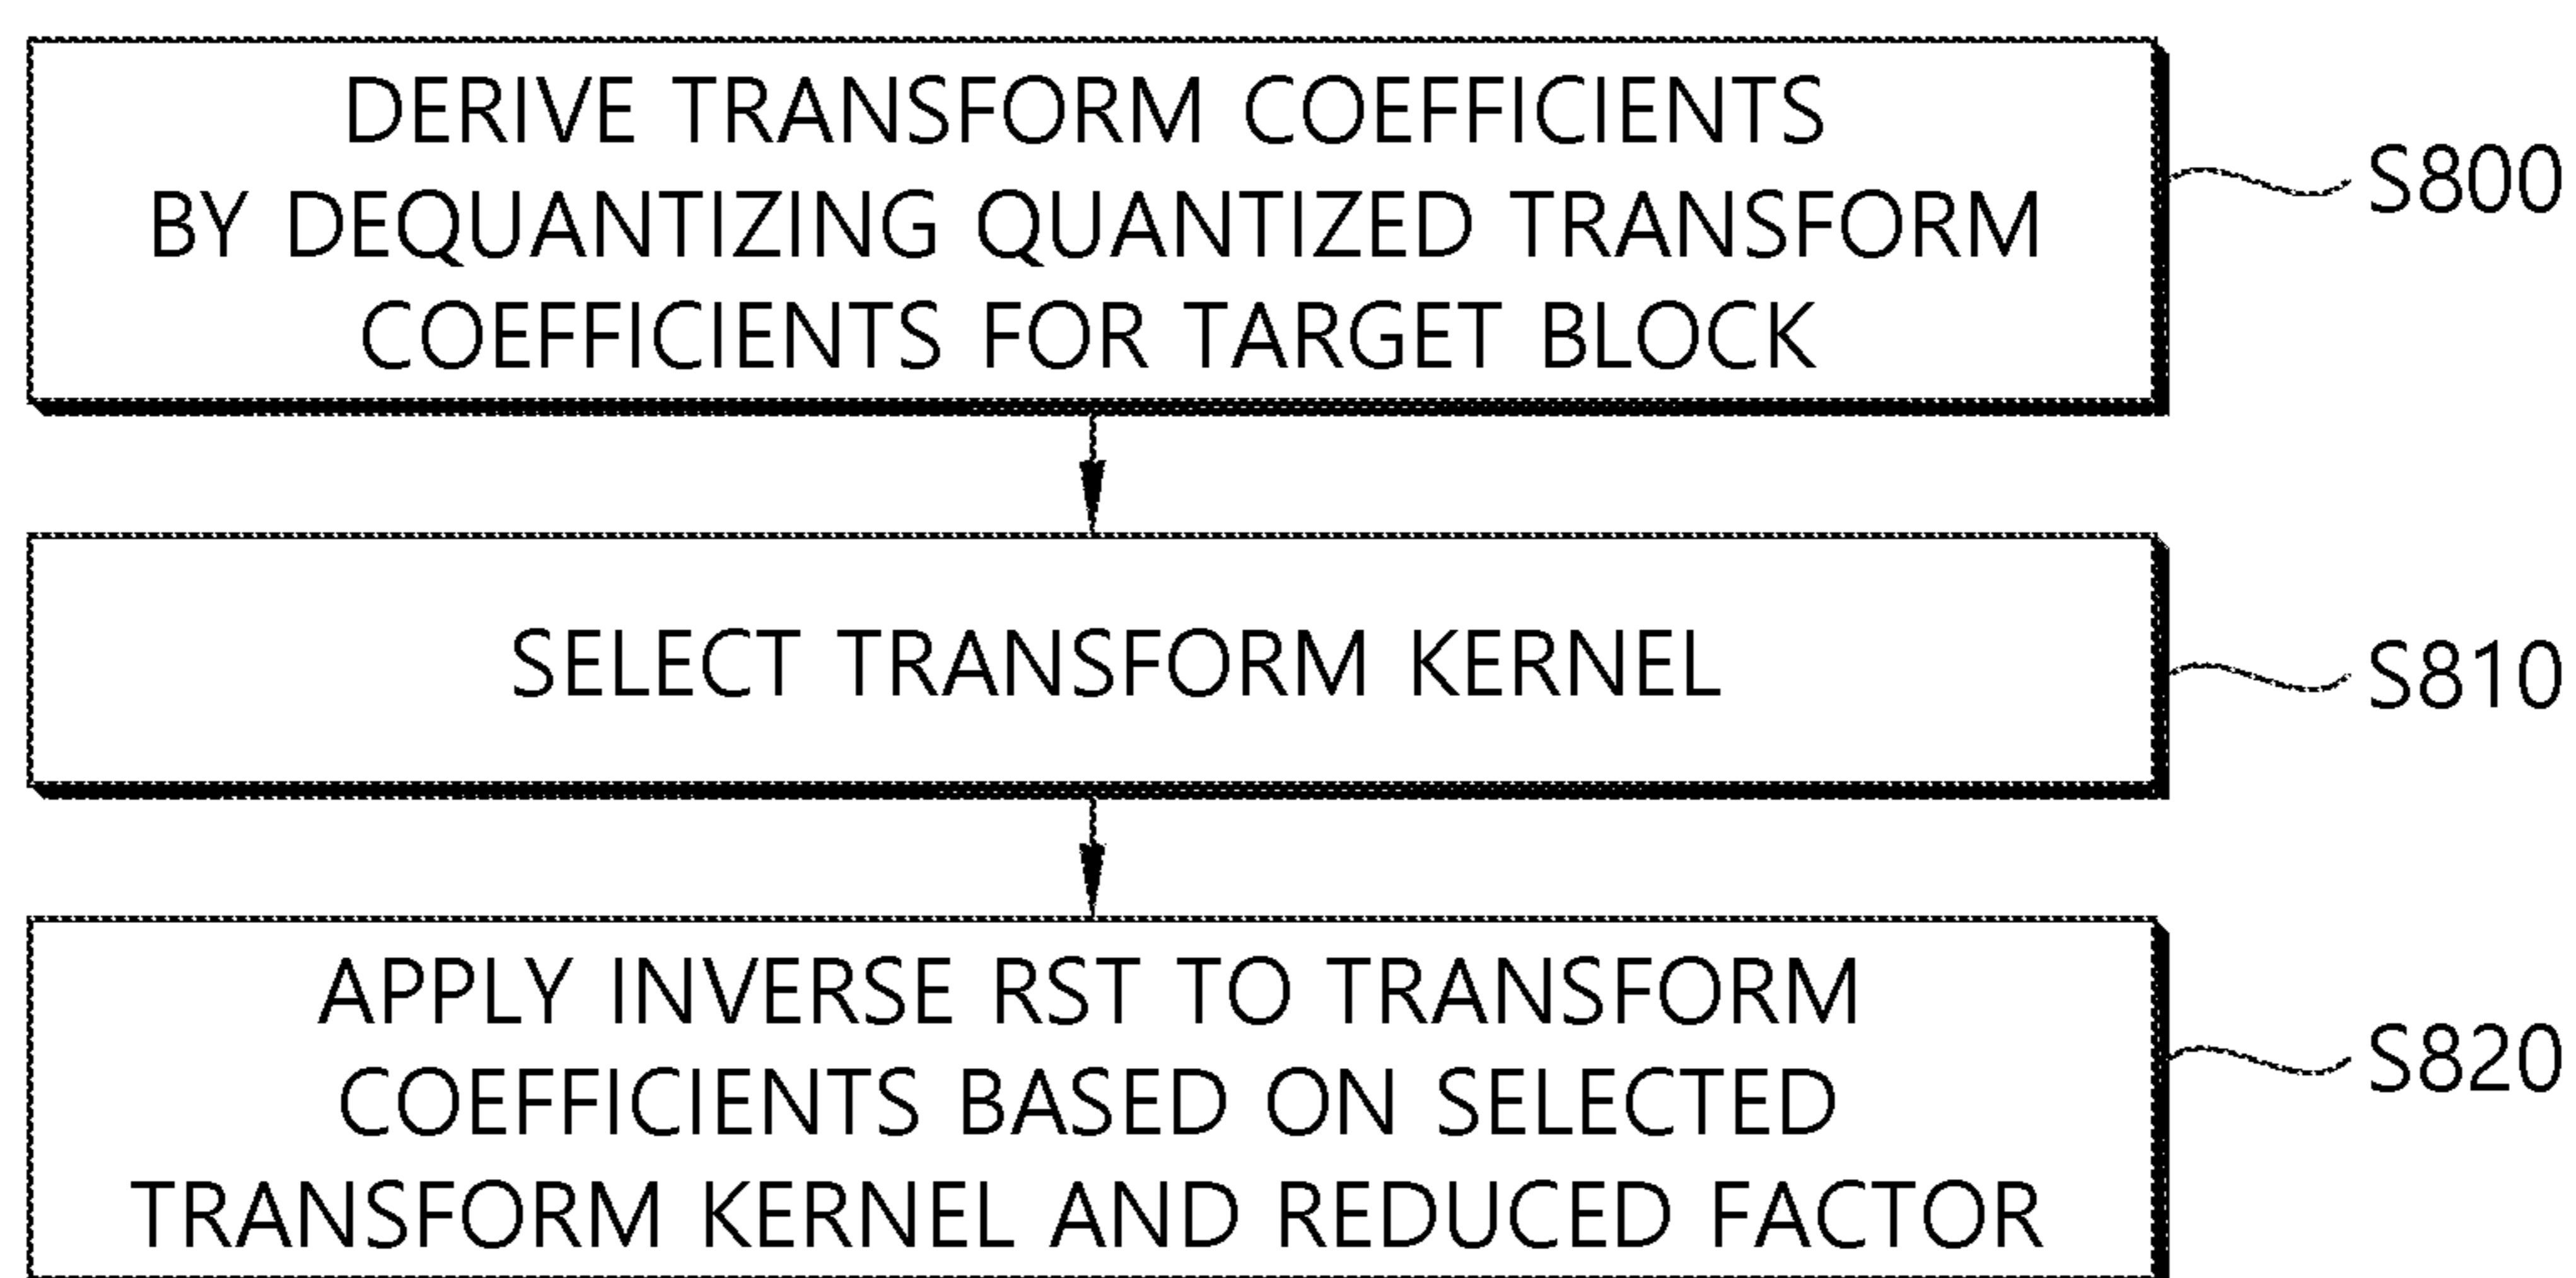 DERIVE TRANSFORM COEFFICIENTS
BY DEQUANTIZING QUANTIZED TRANSFORM
COEFFICIENTS FOR TARGET BLOCK
S800
SELECT TRANSFORM KERNEL
S810
APPLY INVERSE RST TO TRANSFORM
COEFFICIENTS BASED ON SELECTED
TRANSFORM KERNEL AND REDUCED FACTOR
S820